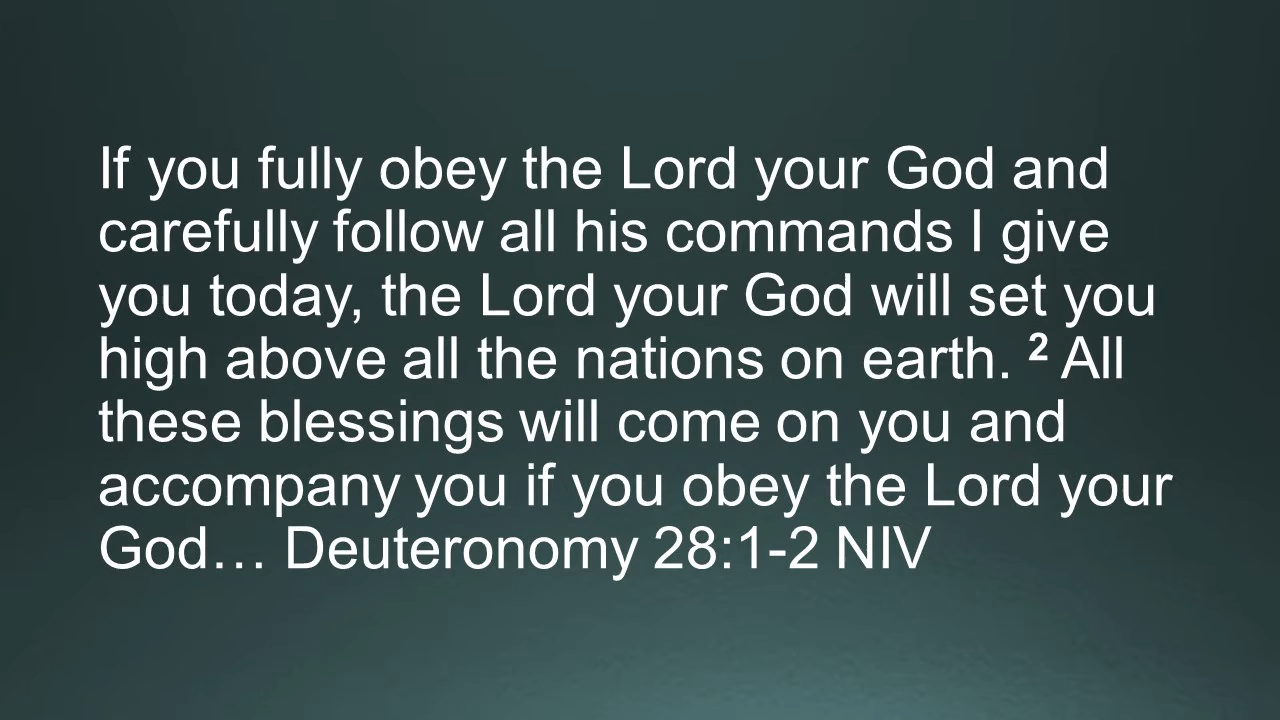 If you fully obey the Lord your God and
carefully follow all his commands I give
you today, the Lord your God will set you
high above all the nations on earth. ² All
these blessings will come on you and
accompany you if you obey the Lord your
God… Deuteronomy 28:1-2 NIV